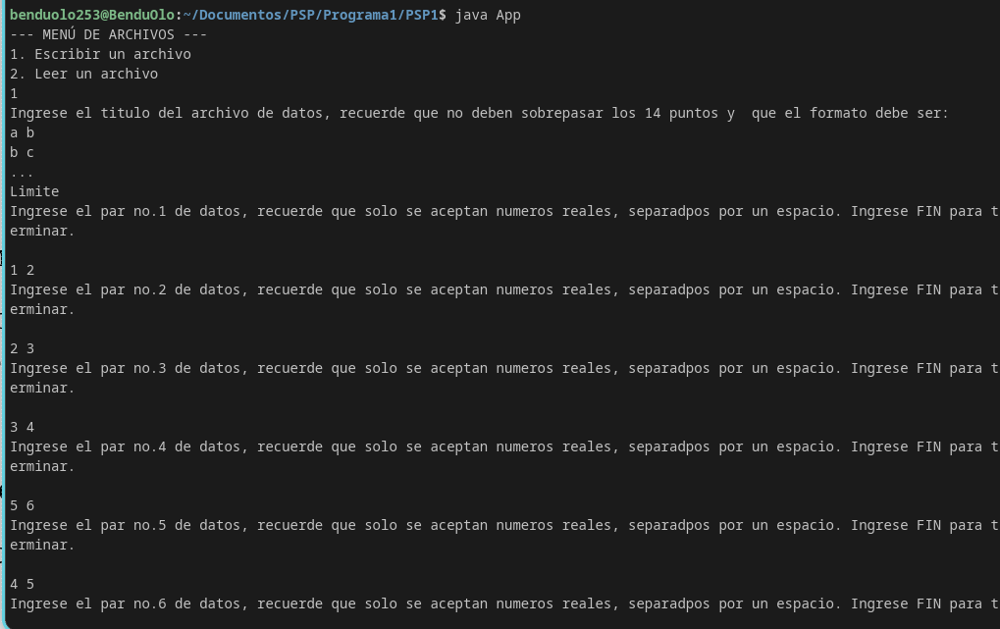 benduolo253@BenduOlo:~/Documentos/PSP/Programa1/PSP1$ java App
--- MENÚ DE ARCHIVOS ---
1. Escribir un archivo
2. Leer un archivo
1
Ingrese el titulo del archivo de datos, recuerde que no deben sobrepasar los 14 puntos y  que el formato debe ser:
a b
b c
...
Limite
Ingrese el par no.1 de datos, recuerde que solo se aceptan numeros reales, separadpos por un espacio. Ingrese FIN para t
erminar.
1 2
Ingrese el par no.2 de datos, recuerde que solo se aceptan numeros reales, separadpos por un espacio. Ingrese FIN para t
erminar.
2 3
Ingrese el par no.3 de datos, recuerde que solo se aceptan numeros reales, separadpos por un espacio. Ingrese FIN para t
erminar.
3 4
Ingrese el par no.4 de datos, recuerde que solo se aceptan numeros reales, separadpos por un espacio. Ingrese FIN para t
erminar.
5 6
Ingrese el par no.5 de datos, recuerde que solo se aceptan numeros reales, separadpos por un espacio. Ingrese FIN para t
erminar.
4 5
Ingrese el par no.6 de datos, recuerde que solo se aceptan numeros reales, separadpos por un espacio. Ingrese FIN para t